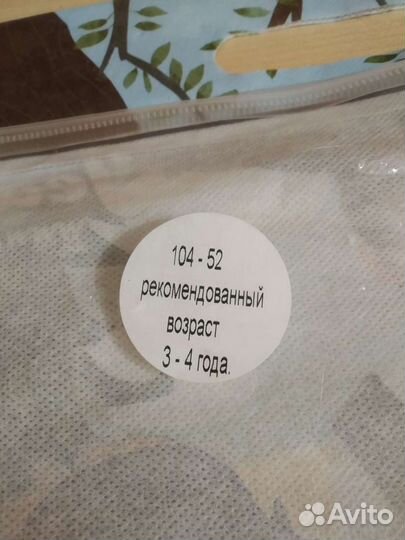 104 - 52
рекомендованный
возраст
3 - 4 года.
Avito